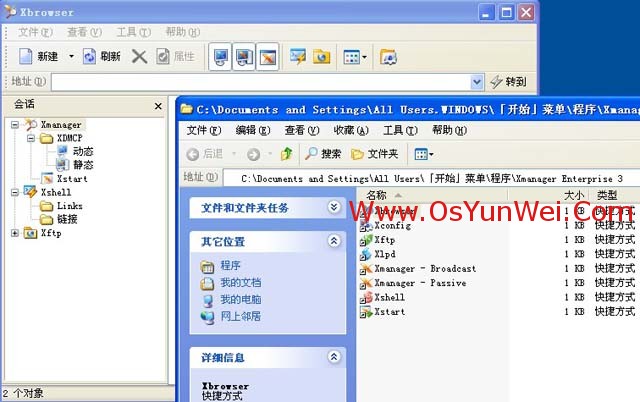 Xbrowser
文件(F) 查看(V) 工具(T) 帮助(H)
新建 刷新 属性
地址(D) 转到
会话
Xmanager
XDMCP
动态
静态
Xstart
Xshell
Links
链接
Xftp
2 个对象
C:\Documents and Settings\All Users.WINDOWS\「开始」菜单\程序\Xmanag
文件(F) 编辑(E) 查看(V) 收藏(A) 工具(T) 帮助(H)
后退 搜索 文件夹
地址(D) C:\Documents and Settings\All Users\「开始」菜单\程序\Xmanager Enterprise 3
文件和文件夹任务
其它位置
程序
我的文档
我的电脑
网上邻居
详细信息
Xbrowser
快捷方式
名称 大小 类型
Www.OsYunWei.Com
Xbrowser 1 KB 快捷方式
Xconfig 1 KB 快捷方式
Xftp 1 KB 快捷方式
Xlpd 1 KB 快捷方式
Xmanager - Broadcast 1 KB 快捷方式
Xmanager - Passive 1 KB 快捷方式
Xshell 1 KB 快捷方式
Xstart 1 KB 快捷方式